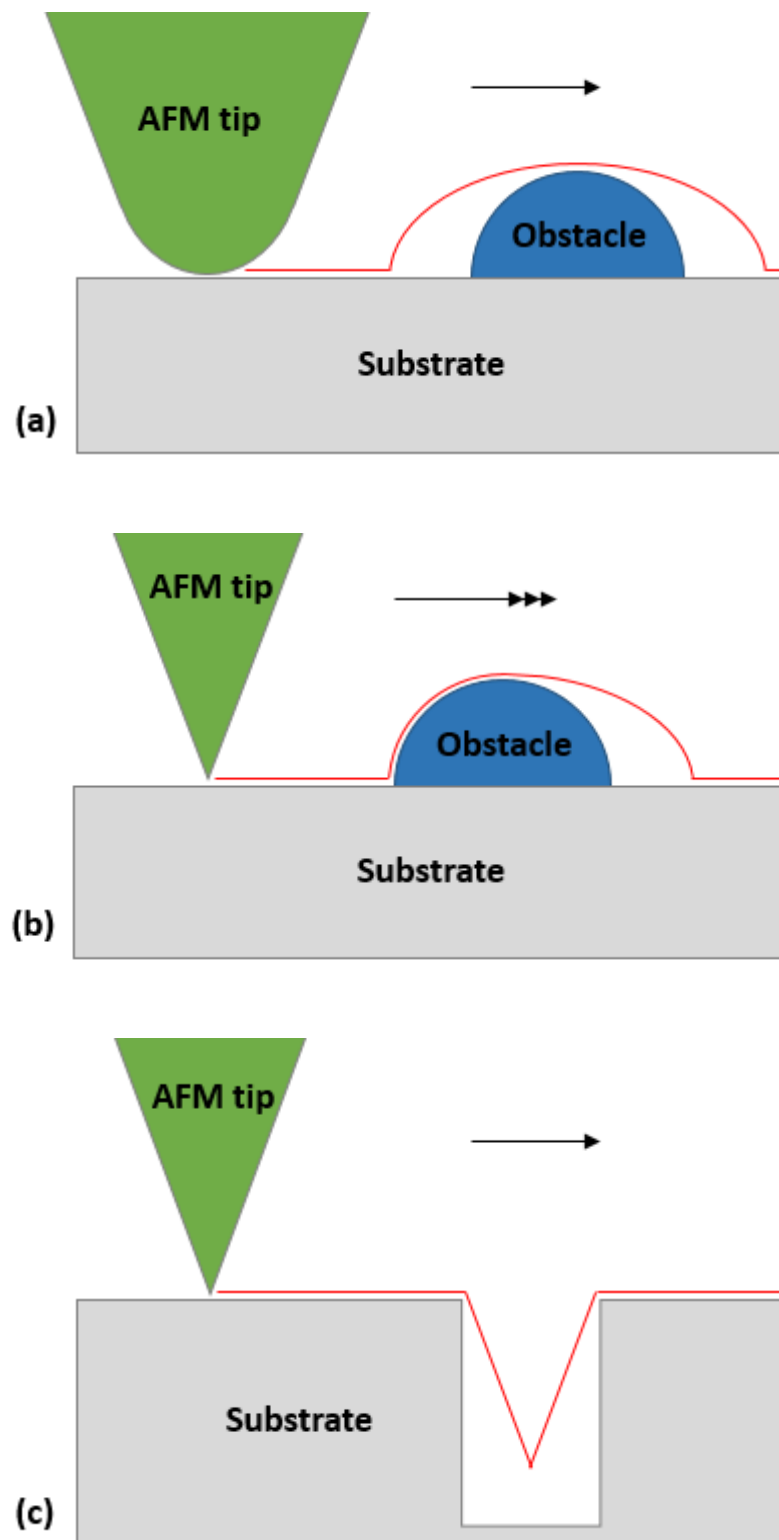 AFM tip
Obstacle
Substrate
(a)
AFM tip
Obstacle
Substrate
(b)
AFM tip
Substrate
(c)